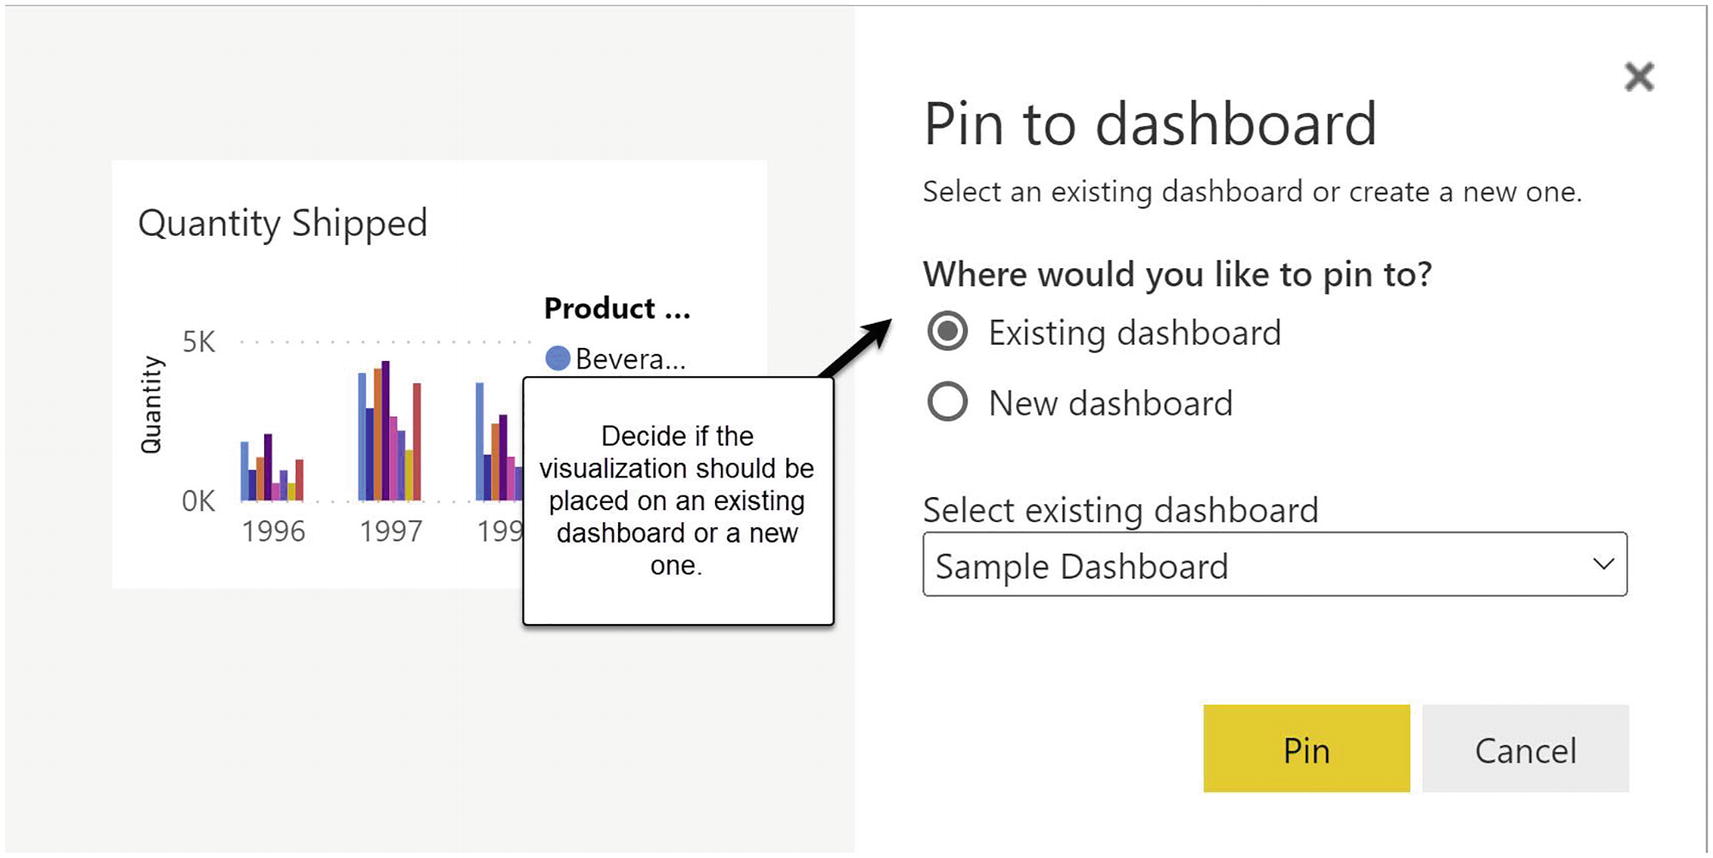 Quantity Shipped
Product ...
Bevera...
5K
Quantity
0K
1996
1997
199
Decide if the
visualization should be
placed on an existing
dashboard or a new
one.
Pin to dashboard
Select an existing dashboard or create a new one.
Where would you like to pin to?
Existing dashboard
New dashboard
Select existing dashboard
Sample Dashboard
Pin
Cancel